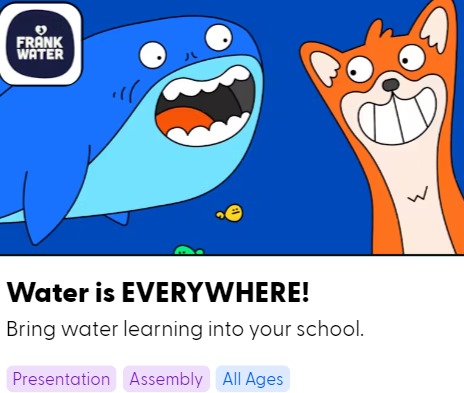 FRANK
WATER
Water is EVERYWHERE!
Bring water learning into your school.
Presentation Assembly All Ages